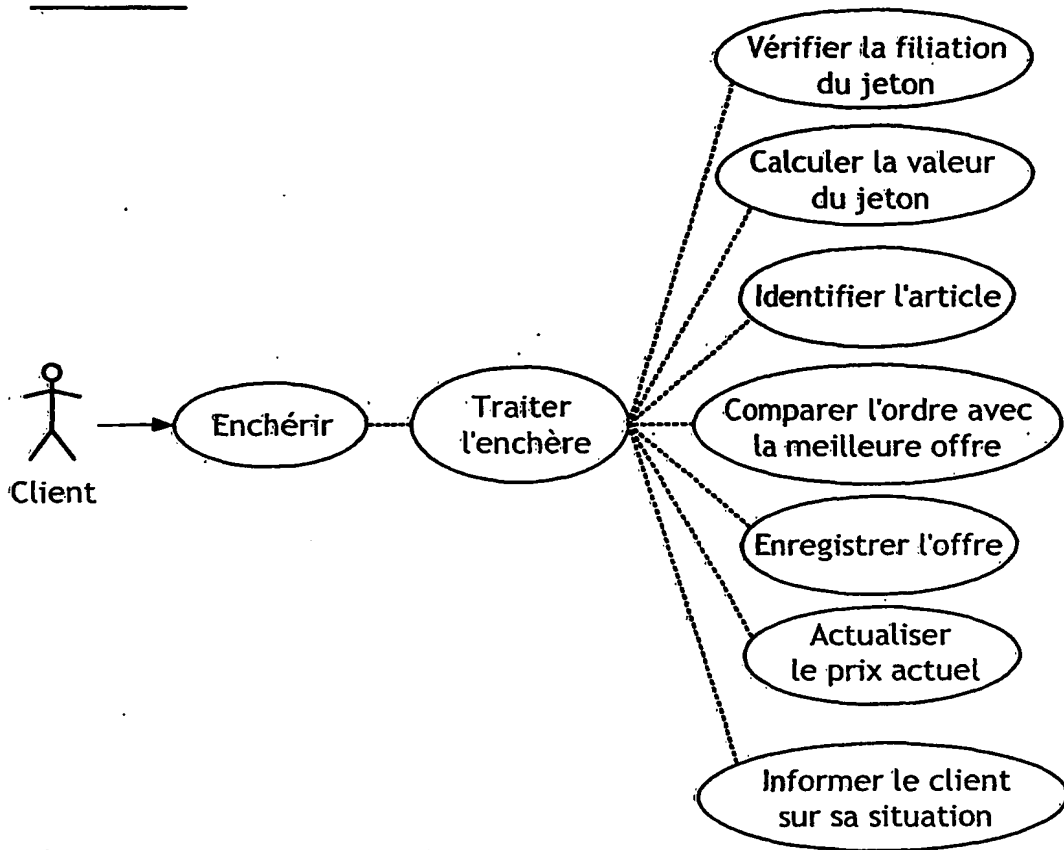 Vérifier la filiation
du jeton
Calculer la valeur
du jeton
Identifier l'article
Client
Enchérir
Traiter
l'enchère
Comparer l'ordre avec
la meilleure offre
Enregistrer l'offre
Actualiser
le prix actuel
Informer le client
sur sa situation